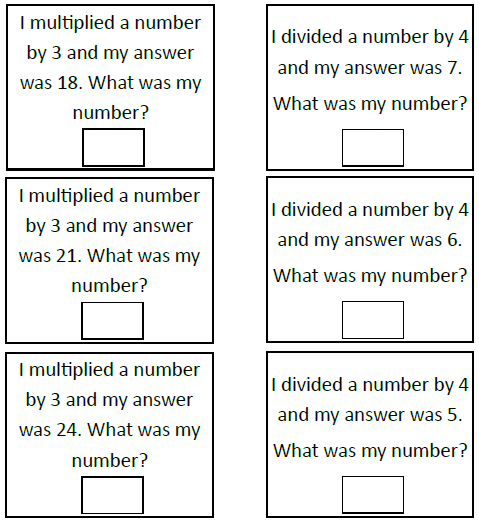 I multiplied a number
by 3 and my answer
was 18. What was my
number?
I divided a number by 4
and my answer was 7.
What was my number?
I multiplied a number
by 3 and my answer
was 21. What was my
number?
I divided a number by 4
and my answer was 6.
What was my number?
I multiplied a number
by 3 and my answer
was 24. What was my
number?
I divided a number by 4
and my answer was 5.
What was my number?